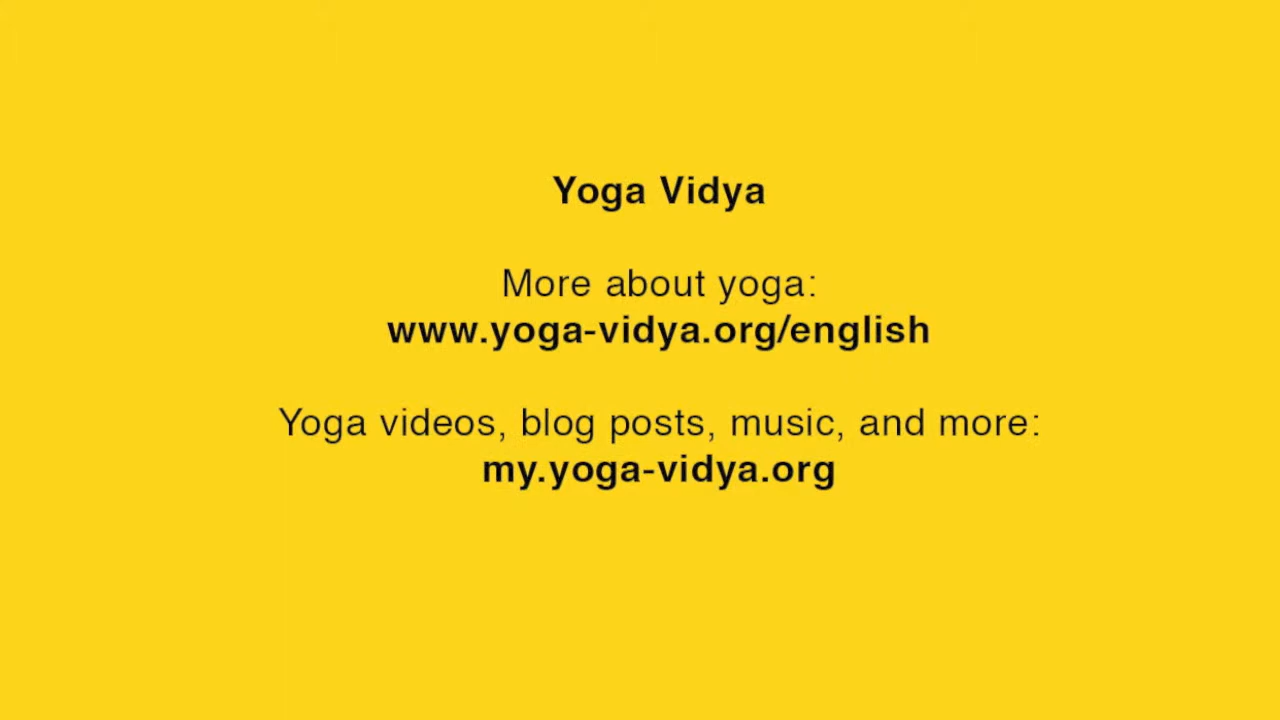 Yoga Vidya
More about yoga:
www.yoga-vidya.org/english
Yoga videos, blog posts, music, and more:
my.yoga-vidya.org